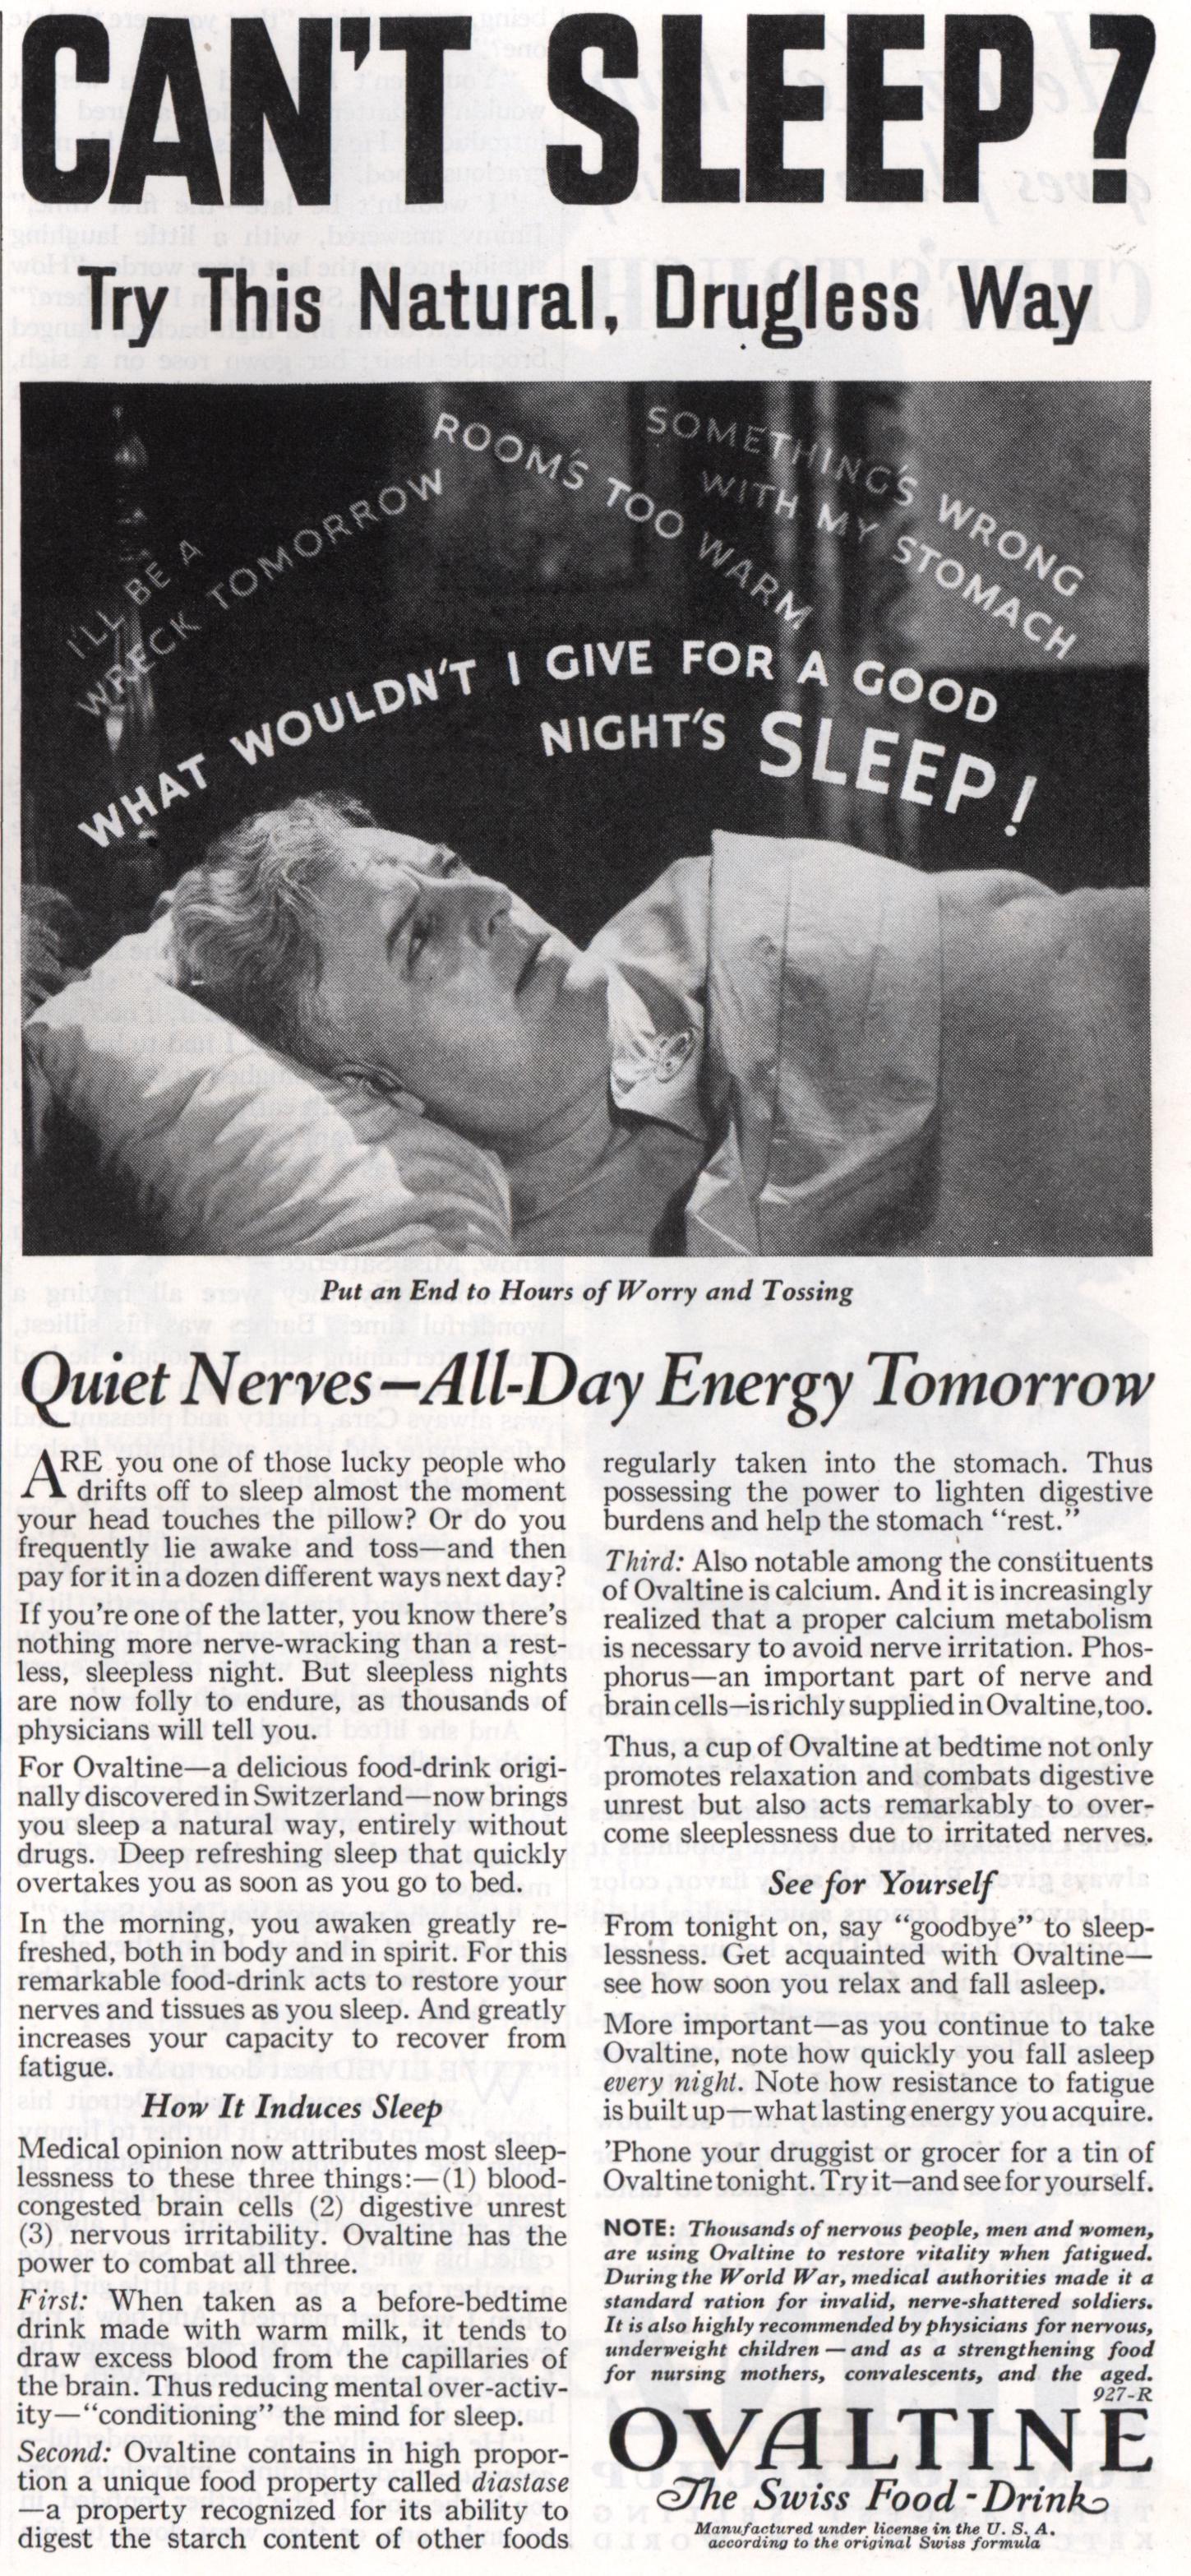 CAN'T SLEEP?
Try This Natural, Drugless Way
I'LL BE A
WRECK TOMORROW
ROOM'S TOO WARM
SOMETHING'S WRONG
WITH MY STOMACH
WHAT WOULDN'T I GIVE FOR A GOOD
NIGHT'S SLEEP!
Put an End to Hours of Worry and Tossing
Quiet Nerves—All-Day Energy Tomorrow
ARE you one of those lucky people who
drifts off to sleep almost the moment
your head touches the pillow? Or do you
frequently lie awake and toss—and then
pay for it in a dozen different ways next day?
If you're one of the latter, you know there's
nothing more nerve-wracking than a rest-
less, sleepless night. But sleepless nights
are now folly to endure, as thousands of
physicians will tell you.
For Ovaltine—a delicious food-drink origi-
nally discovered in Switzerland—now brings
you sleep a natural way, entirely without
drugs. Deep refreshing sleep that quickly
overtakes you as soon as you go to bed.
In the morning, you awaken greatly re-
freshed, both in body and in spirit. For this
remarkable food-drink acts to restore your
nerves and tissues as you sleep. And greatly
increases your capacity to recover from
fatigue.
How It Induces Sleep
Medical opinion now attributes most sleep-
lessness to these three things:—(1) blood-
congested brain cells (2) digestive unrest
(3) nervous irritability. Ovaltine has the
power to combat all three.
First: When taken as a before-bedtime
drink made with warm milk, it tends to
draw excess blood from the capillaries of
the brain. Thus reducing mental over-activ-
ity—"conditioning" the mind for sleep.
Second: Ovaltine contains in high propor-
tion a unique food property called diastase
—a property recognized for its ability to
digest the starch content of other foods
regularly taken into the stomach. Thus
possessing the power to lighten digestive
burdens and help the stomach "rest."
Third: Also notable among the constituents
of Ovaltine is calcium. And it is increasingly
realized that a proper calcium metabolism
is necessary to avoid nerve irritation. Phos-
phorus—an important part of nerve and
brain cells—is richly supplied in Ovaltine, too.
Thus, a cup of Ovaltine at bedtime not only
promotes relaxation and combats digestive
unrest but also acts remarkably to over-
come sleeplessness due to irritated nerves.
See for Yourself
From tonight on, say "goodbye" to sleep-
lessness. Get acquainted with Ovaltine—
see how soon you relax and fall asleep.
More important—as you continue to take
Ovaltine, note how quickly you fall asleep
every night. Note how resistance to fatigue
is built up—what lasting energy you acquire.
'Phone your druggist or grocer for a tin of
Ovaltine tonight. Try it—and see for yourself.
NOTE: Thousands of nervous people, men and women,
are using Ovaltine to restore vitality when fatigued.
During the World War, medical authorities made it a
standard ration for invalid, nerve-shattered soldiers.
It is also highly recommended by physicians for nervous,
underweight children — and as a strengthening food
for nursing mothers, convalescents, and the aged.
927-R
OVALTINE
The Swiss Food-Drink
Manufactured under license in the U. S. A.
according to the original Swiss formula